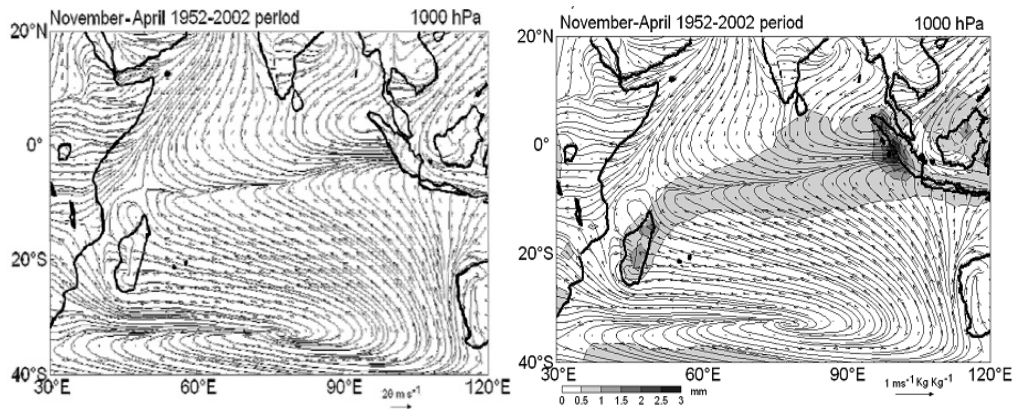 November-April 1952-2002 period 1000 hPa
20°N
0°
20°S
40°S
30°E 60°E 90°E 120°E
20 m s⁻¹
November-April 1952-2002 period 1000 hPa
20°N
0°
20°S
40°S
30°E 60°E 90°E 120°E
0 0.5 1 1.5 2 2.5 3 mm
1 ms⁻¹ Kg Kg⁻¹